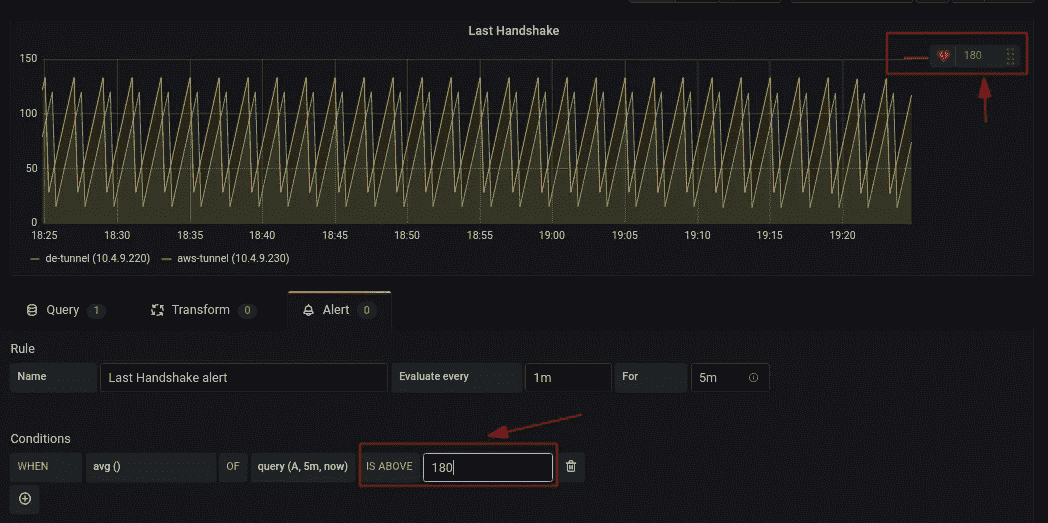 Last Handshake
150
180
100
50
0
18:25 18:30 18:35 18:40 18:45 18:50 18:55 19:00 19:05 19:10 19:15 19:20
de-tunnel (10.4.9.220) aws-tunnel (10.4.9.230)
Query 1 Transform 0 Alert 0
Rule
Name Last Handshake alert Evaluate every 1m For 5m
Conditions
WHEN avg () OF query (A, 5m, now) IS ABOVE 180